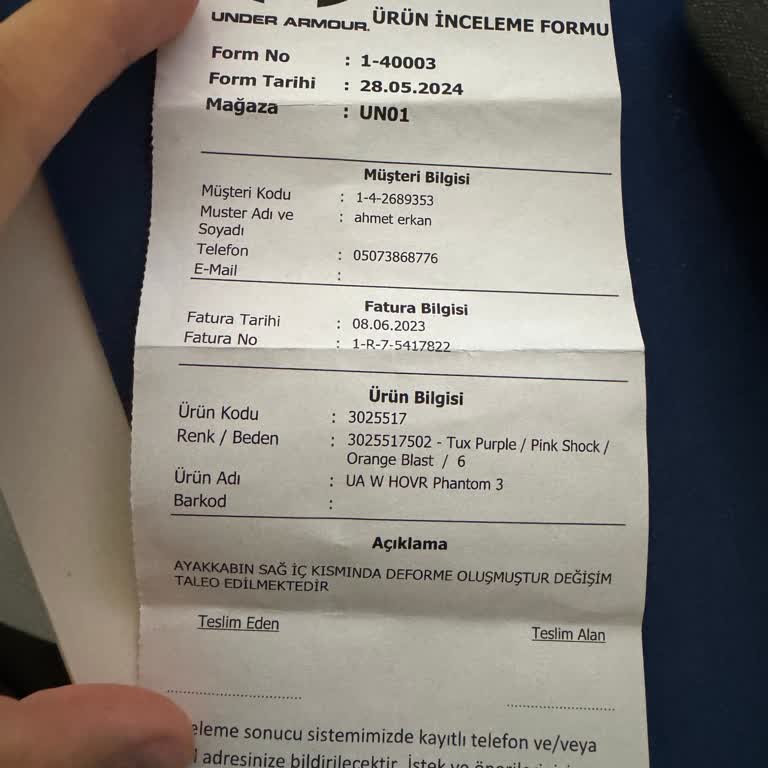 UNDER ARMOUR. ÜRÜN İNCELEME FORMU
Form No : 1-40003
Form Tarihi : 28.05.2024
Mağaza : UN01
Müşteri Bilgisi
Müşteri Kodu : 1-4-2689353
Muster Adı ve Soyadı : ahmet erkan
Telefon : 05073868776
E-Mail :
Fatura Bilgisi
Fatura Tarihi : 08.06.2023
Fatura No : 1-R-7-5417822
Ürün Bilgisi
Ürün Kodu : 3025517
Renk / Beden : 3025517502 - Tux Purple / Pink Shock /
Orange Blast / 6
Ürün Adı : UA W HOVR Phantom 3
Barkod :
Açıklama
AYAKKABIN SAĞ İÇ KISMINDA DEFORME OLUŞMUŞTUR DEĞİŞİM
TALEO EDİLMEKTEDİR
Teslim Eden Teslim Alan
eleme sonucu sistemimizde kayıtlı telefon ve/veya
adresinize bildirilecektir. İstek ve